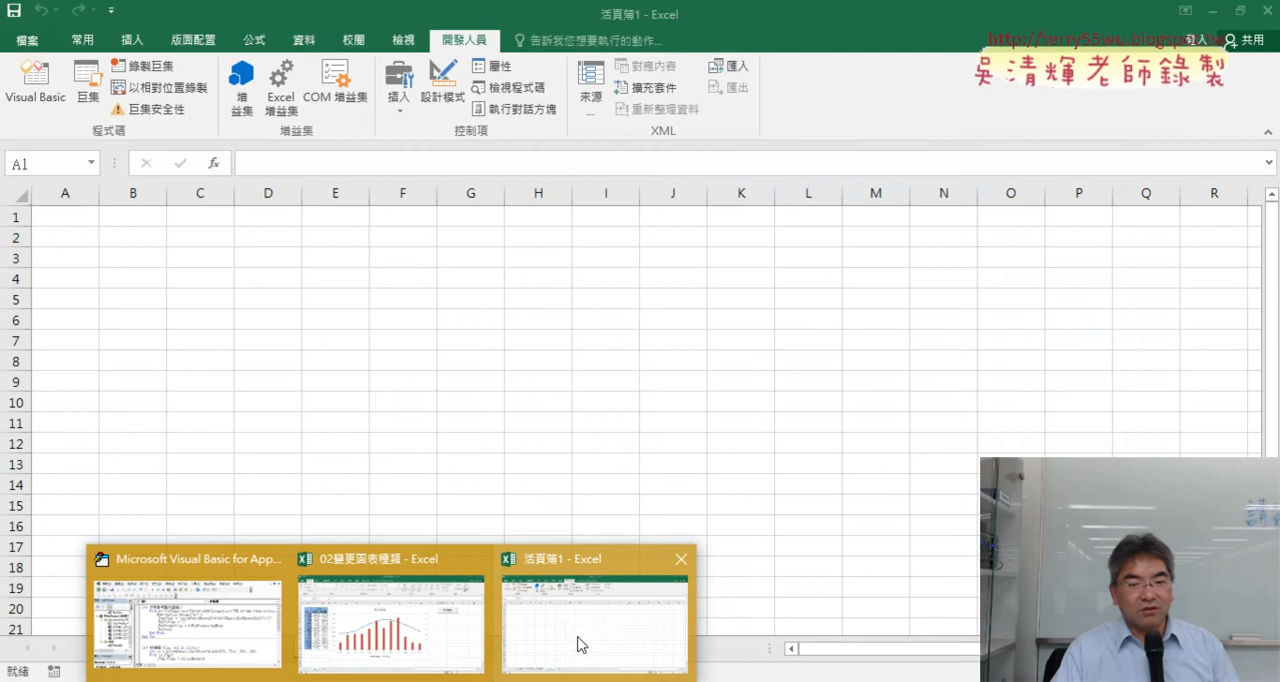 活頁簿1 - Excel
檔案 常用 插入 版面配置 公式 資料 校閱 檢視 開發人員 告訴我您想要執行的動作... 登入 共用
http://terry55wu.blogspot.tw
吳清輝老師錄製
Visual Basic 巨集 錄製巨集 以相對位置錄製 巨集安全性
程式碼
增益集 Excel 增益集 COM 增益集
增益集
插入 設計模式 屬性 檢視程式碼 執行對話方塊
控制項
來源... 對應內容 擴充套件 重新整理資料 匯入 匯出
XML
A1 fx
A B C D E F G H I J K L M N O P Q R
1
2
3
4
5
6
7
8
9
10
11
12
13
14
15
16
17
18
19
20
21
Microsoft Visual Basic for App... 02變更圖表種類 - Excel 活頁簿1 - Excel
就緒